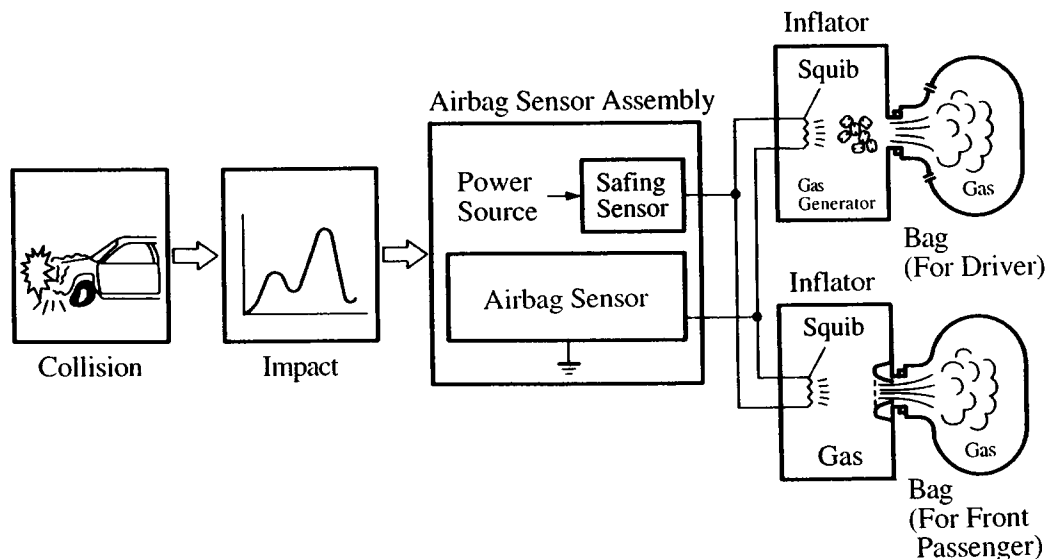 Collision
Impact
Airbag Sensor Assembly
Power
Source
Safing
Sensor
Airbag Sensor
Inflator
Squib
Gas
Generator
Gas
Bag
(For Driver)
Inflator
Squib
Gas
Gas
Bag
(For Front
Passenger)